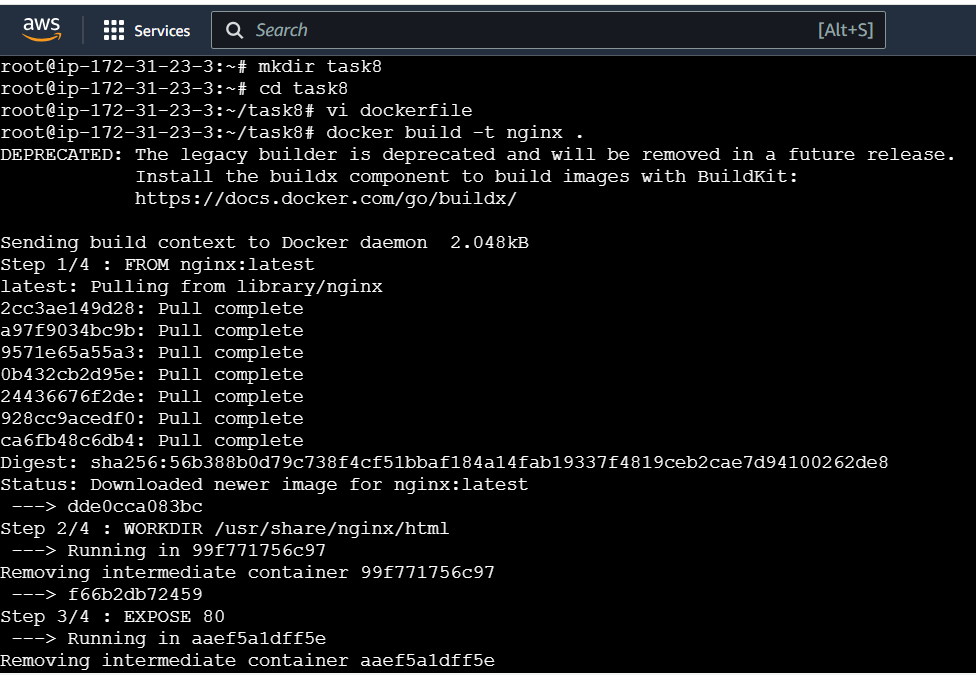 aws
Services
Search
[Alt+S]
root@ip-172-31-23-3:~# mkdir task8
root@ip-172-31-23-3:~# cd task8
root@ip-172-31-23-3:~/task8# vi dockerfile
root@ip-172-31-23-3:~/task8# docker build -t nginx .
DEPRECATED: The legacy builder is deprecated and will be removed in a future release.
            Install the buildx component to build images with BuildKit:
            https://docs.docker.com/go/buildx/

Sending build context to Docker daemon  2.048kB
Step 1/4 : FROM nginx:latest
latest: Pulling from library/nginx
2cc3ae149d28: Pull complete
a97f9034bc9b: Pull complete
9571e65a55a3: Pull complete
0b432cb2d95e: Pull complete
24436676f2de: Pull complete
928cc9acedf0: Pull complete
ca6fb48c6db4: Pull complete
Digest: sha256:56b388b0d79c738f4cf51bbaf184a14fab19337f4819ceb2cae7d94100262de8
Status: Downloaded newer image for nginx:latest
 ---> dde0cca083bc
Step 2/4 : WORKDIR /usr/share/nginx/html
 ---> Running in 99f771756c97
Removing intermediate container 99f771756c97
 ---> f66b2db72459
Step 3/4 : EXPOSE 80
 ---> Running in aaef5a1dff5e
Removing intermediate container aaef5a1dff5e